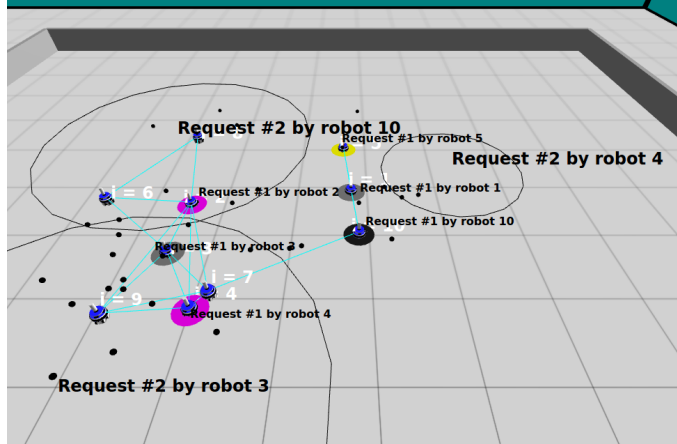 Request #2 by robot 10
Request #1 by robot 5
Request #2 by robot 4
i = 6
Request #1 by robot 2
Request #1 by robot 1
Request #1 by robot 10
Request #1 by robot 3
i = 7
i = 9
4
Request #1 by robot 4
Request #2 by robot 3